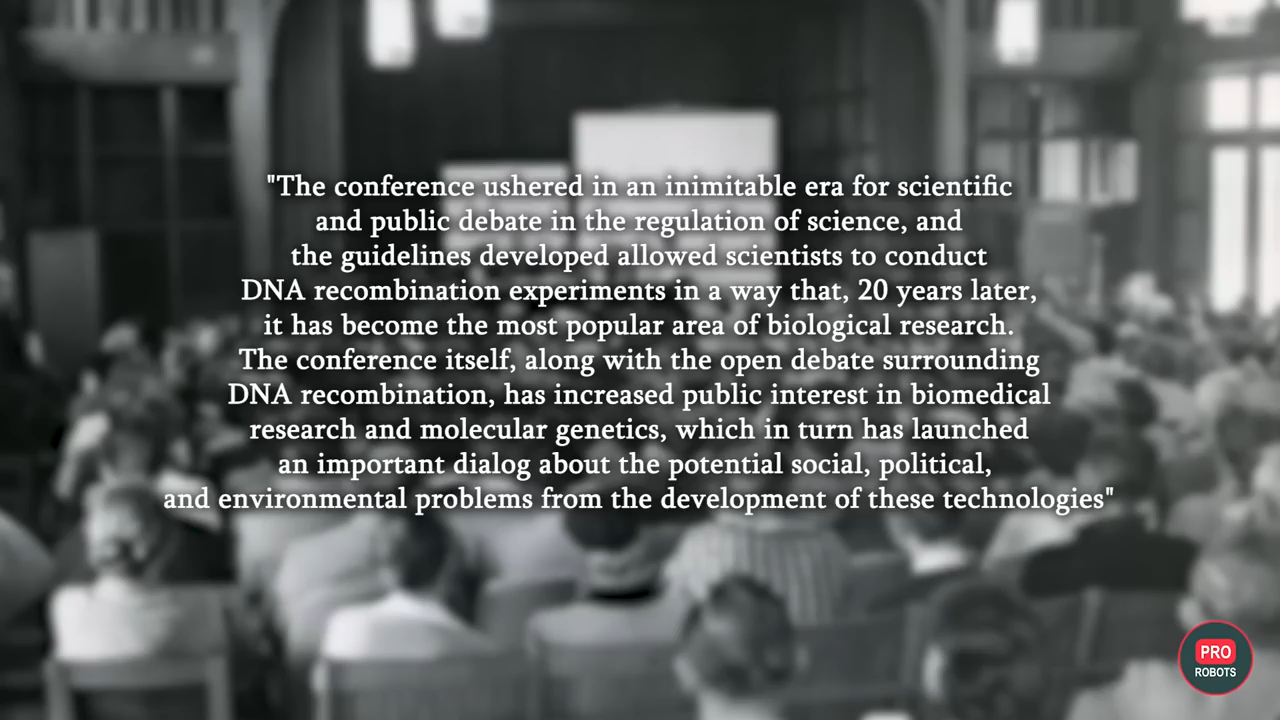 "The conference ushered in an inimitable era for scientific
and public debate in the regulation of science, and
the guidelines developed allowed scientists to conduct
DNA recombination experiments in a way that, 20 years later,
it has become the most popular area of biological research.
The conference itself, along with the open debate surrounding
DNA recombination, has increased public interest in biomedical
research and molecular genetics, which in turn has launched
an important dialog about the potential social, political,
and environmental problems from the development of these technologies"
PRO
ROBOTS